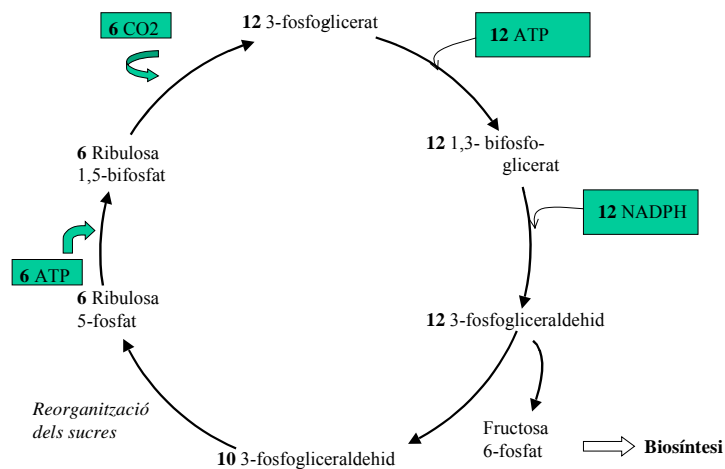 6 CO2
12 3-fosfoglicerat
12 ATP
12 1,3- bifosfo-
glicerat
12 NADPH
12 3-fosfogliceraldehid
Fructosa
6-fosfat
Biosíntesi
10 3-fosfogliceraldehid
Reorganització
dels sucres
6 Ribulosa
5-fosfat
6 ATP
6 Ribulosa
1,5-bifosfat